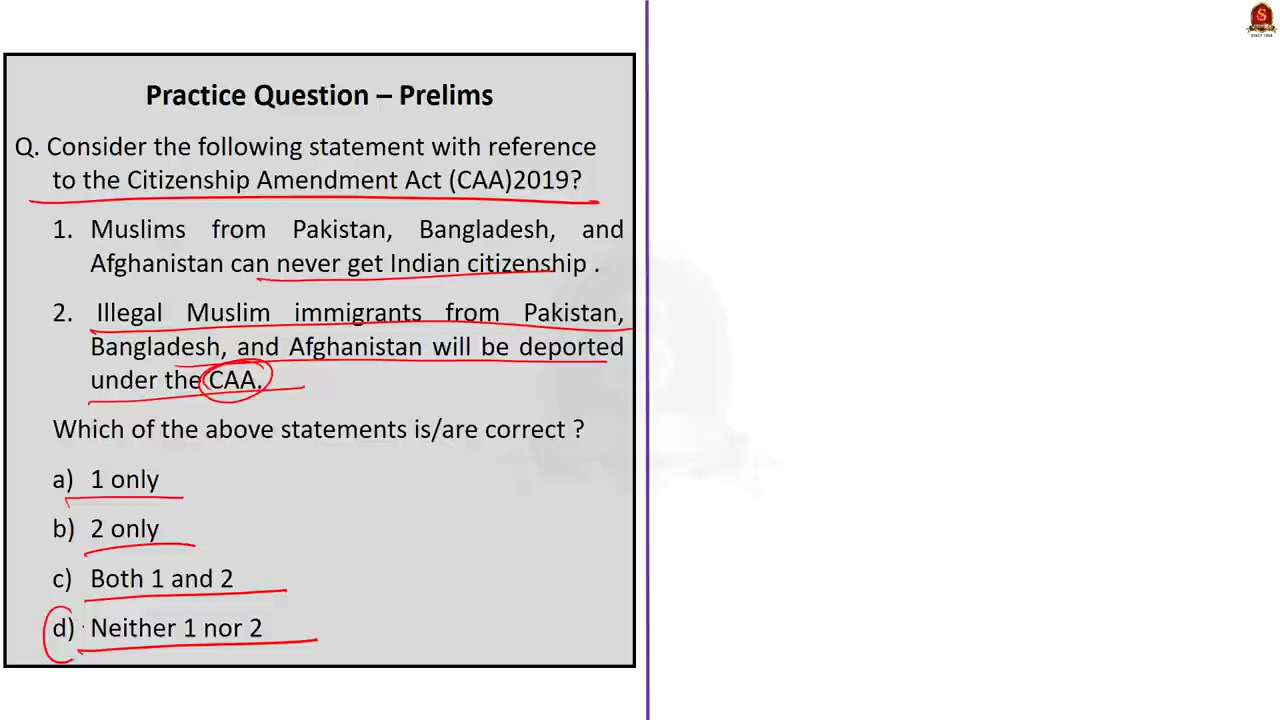 Practice Question – Prelims
Q. Consider the following statement with reference
to the Citizenship Amendment Act (CAA)2019?
1. Muslims from Pakistan, Bangladesh, and
Afghanistan can never get Indian citizenship .
2. Illegal Muslim immigrants from Pakistan,
Bangladesh, and Afghanistan will be deported
under the CAA.
Which of the above statements is/are correct ?
a) 1 only
b) 2 only
c) Both 1 and 2
d) Neither 1 nor 2
S